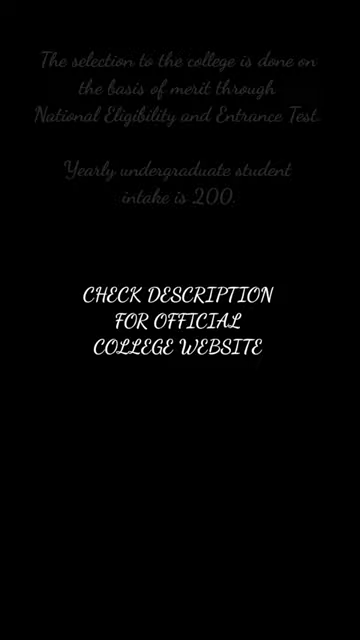 The selection to the college is done on
the basis of merit through
National Eligibility and Entrance Test.
Yearly undergraduate student
intake is 200.
CHECK DESCRIPTION
FOR OFFICIAL
COLLEGE WEBSITE